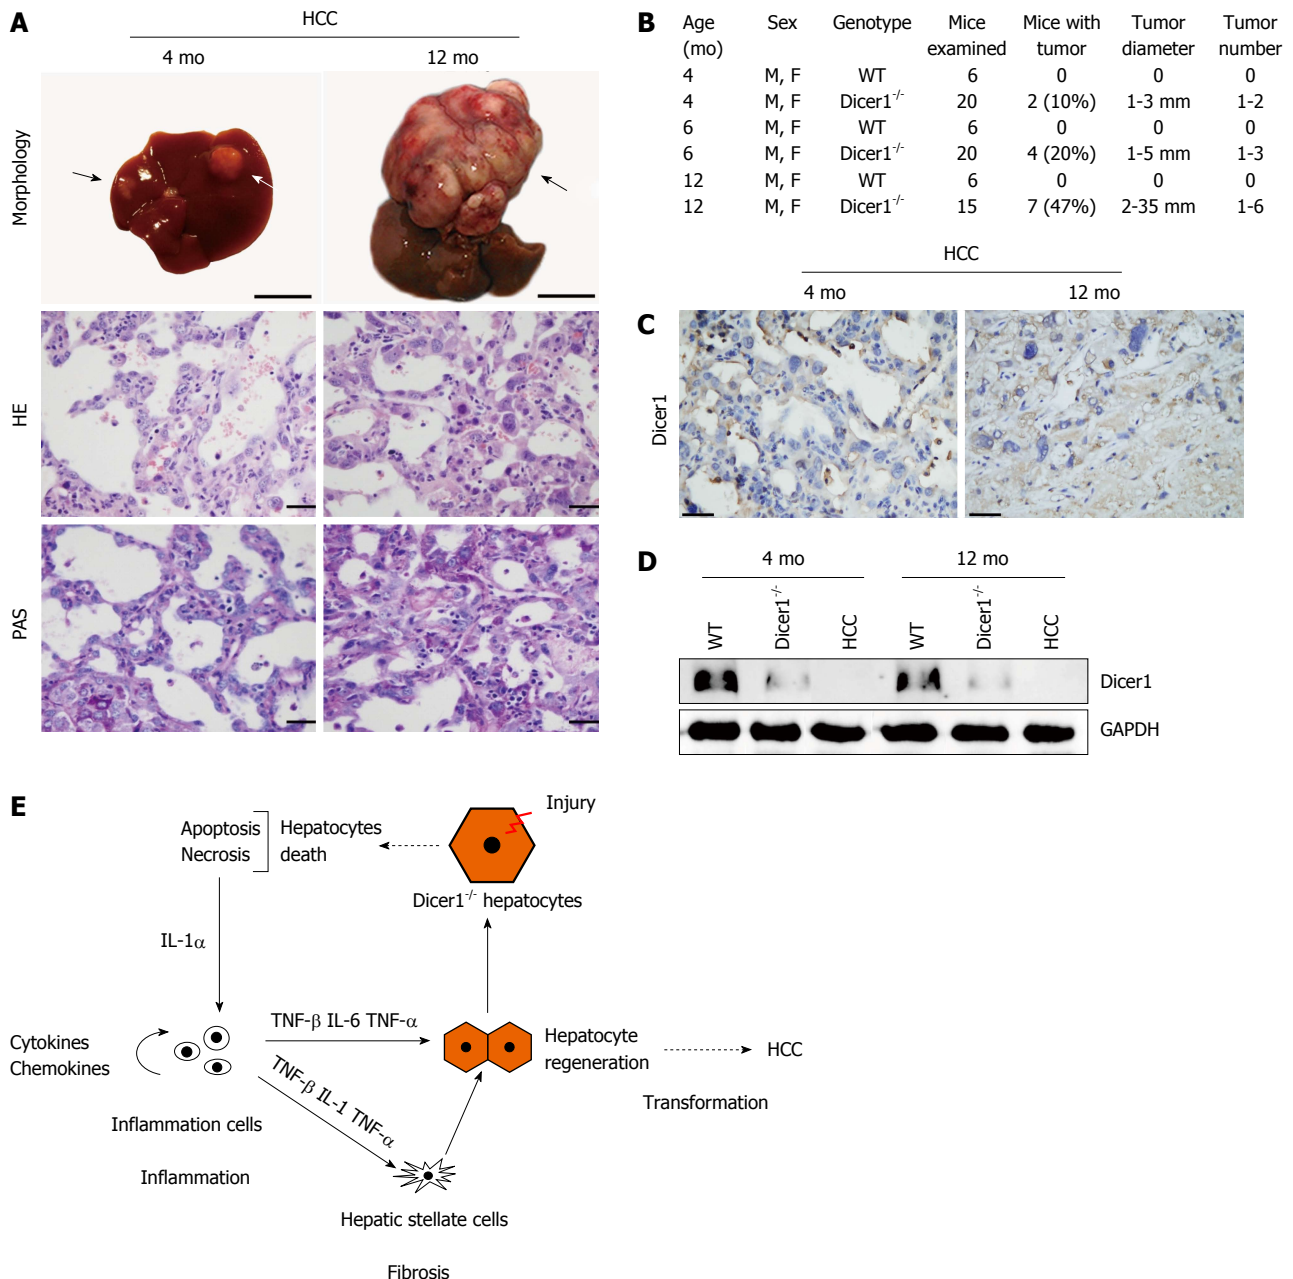 A
HCC
4 mo
12 mo
Morphology
HE
PAS
B
Age (mo) Sex Genotype Mice examined Mice with tumor Tumor diameter Tumor number
4 M, F WT 6 0 0 0
4 M, F Dicer1-/- 20 2 (10%) 1-3 mm 1-2
6 M, F WT 6 0 0 0
6 M, F Dicer1-/- 20 4 (20%) 1-5 mm 1-3
12 M, F WT 6 0 0 0
12 M, F Dicer1-/- 15 7 (47%) 2-35 mm 1-6
HCC
4 mo
12 mo
C
Dicer1
D
4 mo
12 mo
WT
Dicer1-/-
HCC
WT
Dicer1-/-
HCC
Dicer1
GAPDH
E
Injury
Apoptosis
Necrosis
Hepatocytes
death
Dicer1-/- hepatocytes
IL-1α
TNF-β IL-6 TNF-α
Cytokines
Chemokines
Hepatocyte
regeneration
HCC
TNF-β IL-1 TNF-α
Transformation
Inflammation cells
Inflammation
Hepatic stellate cells
Fibrosis